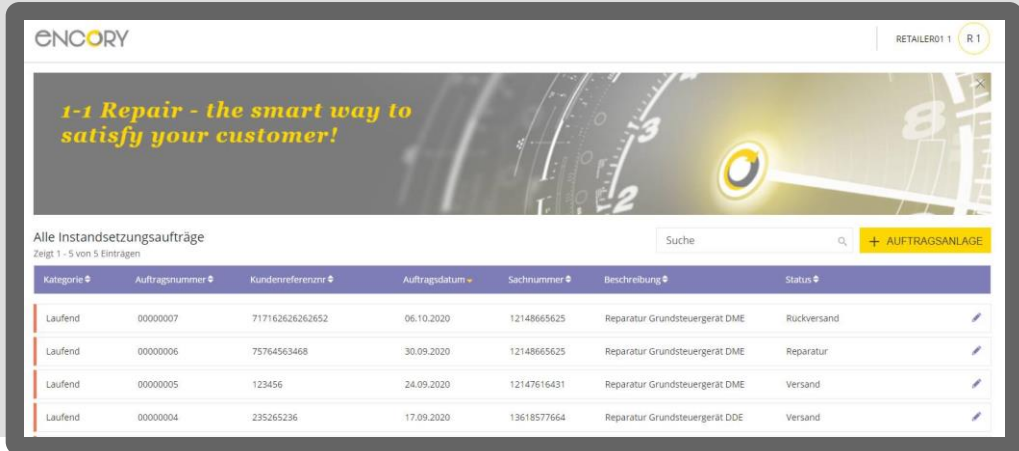 encory
RETAILER01 1 R 1
1-1 Repair - the smart way to
satisfy your customer!
3
2
8
Alle Instandsetzungsaufträge
Zeigt 1 - 5 von 5 Einträgen
Suche
+ AUFTRAGSANLAGE
Kategorie Auftragsnummer Kundenreferenznr Auftragsdatum Sachnummer Beschreibung Status
Laufend 00000007 717162626262652 06.10.2020 12148665625 Reparatur Grundsteuergerät DME Rückversand
Laufend 00000006 75764563468 30.09.2020 12148665625 Reparatur Grundsteuergerät DME Reparatur
Laufend 00000005 123456 24.09.2020 12147616431 Reparatur Grundsteuergerät DME Versand
Laufend 00000004 235265236 17.09.2020 13618577664 Reparatur Grundsteuergerät DDE Versand